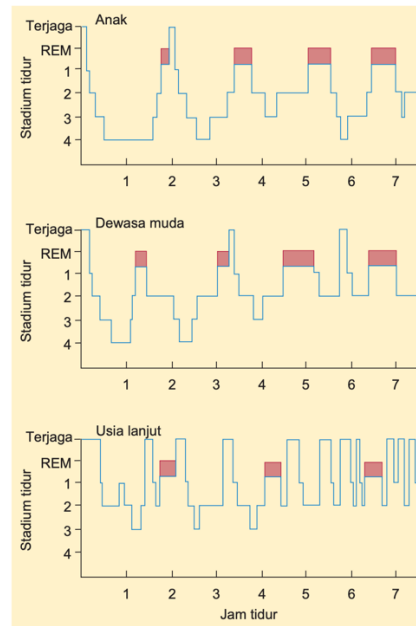 Anak
Terjaga
REM
1
2
3
4
Stadium tidur
1 2 3 4 5 6 7
Dewasa muda
Terjaga
REM
1
2
3
4
Stadium tidur
1 2 3 4 5 6 7
Usia lanjut
Terjaga
REM
1
2
3
4
Stadium tidur
1 2 3 4 5 6 7
Jam tidur